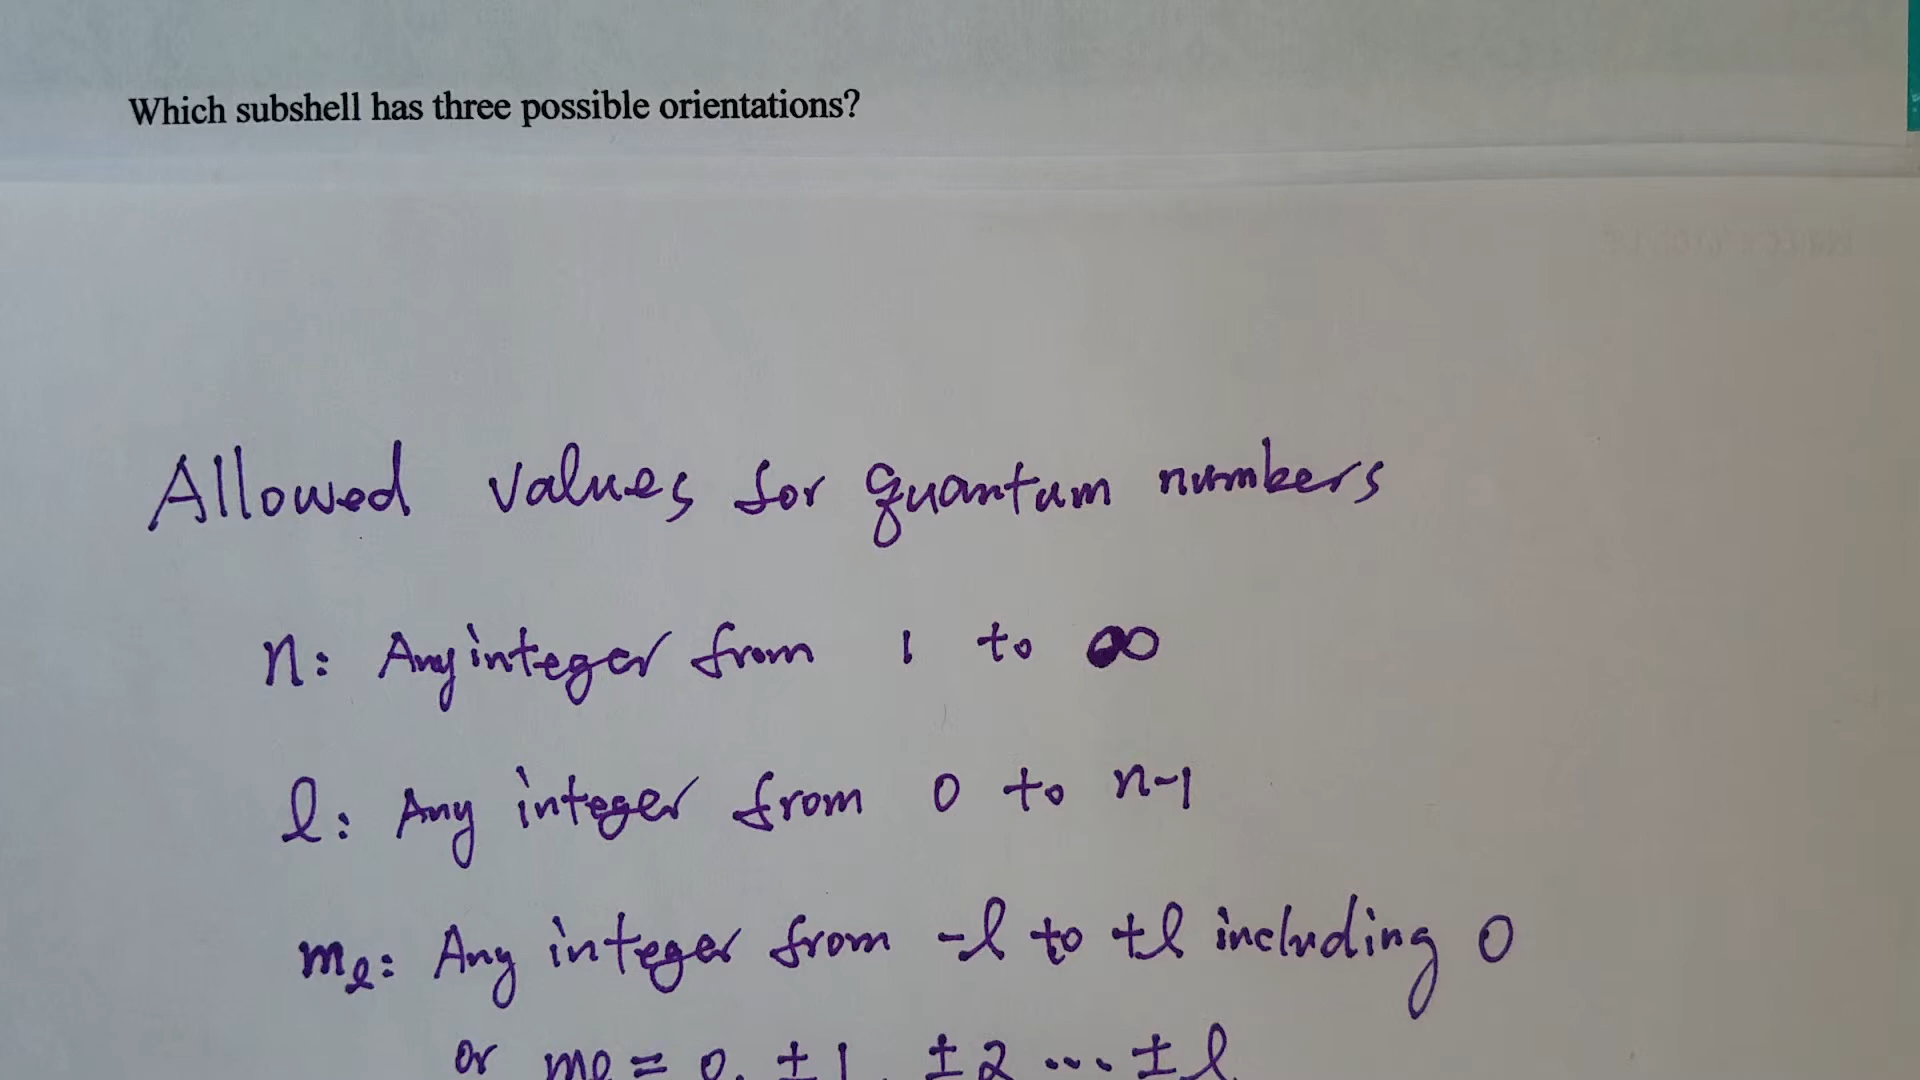 Which subshell has three possible orientations?
Allowed values for quantum numbers
n: Any integer from 1 to ∞
l: Any integer from 0 to n-1
ml: Any integer from -l to +l including 0
or ml = 0, ±1, ±2 ... ±l